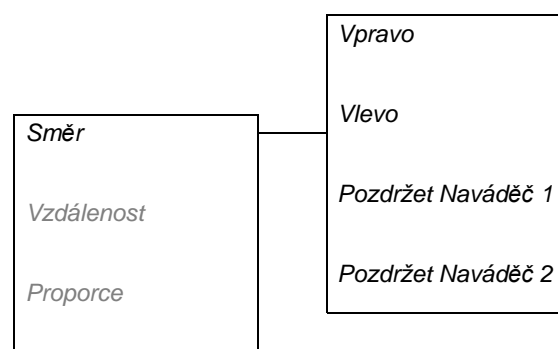 Směr
Vzdálenost
Proporce
Vpravo
Vlevo
Pozdržet Naváděč 1
Pozdržet Naváděč 2